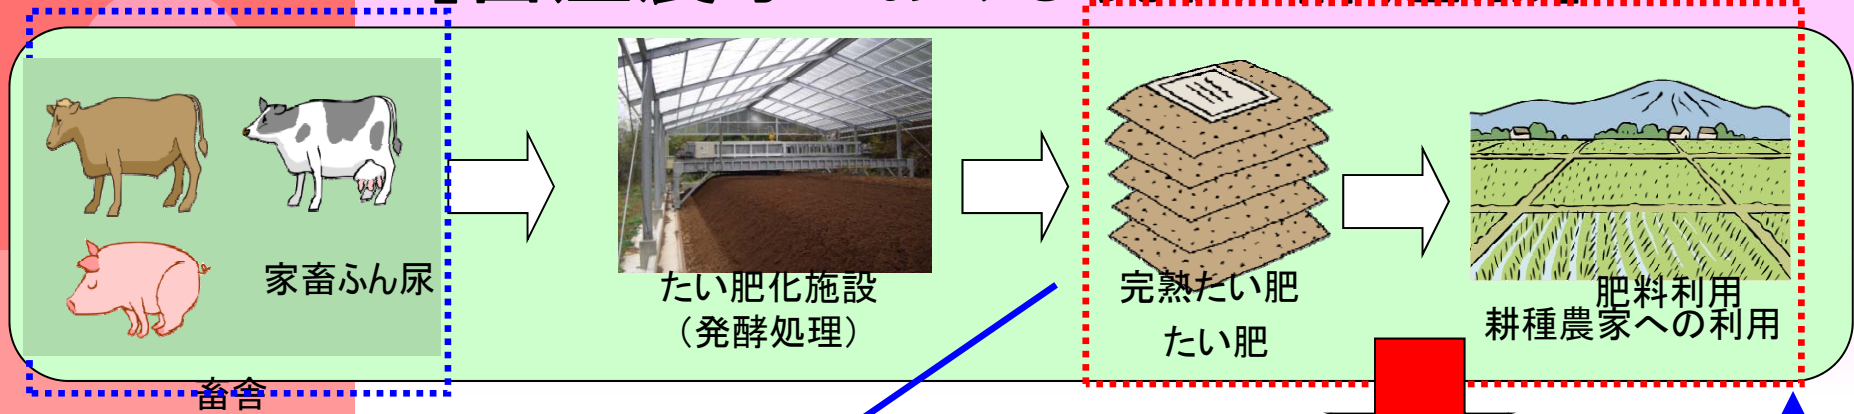 家畜ふん尿
畜舎
たい肥化施設
（発酵処理）
完熟たい肥
たい肥
肥料利用
耕種農家への利用